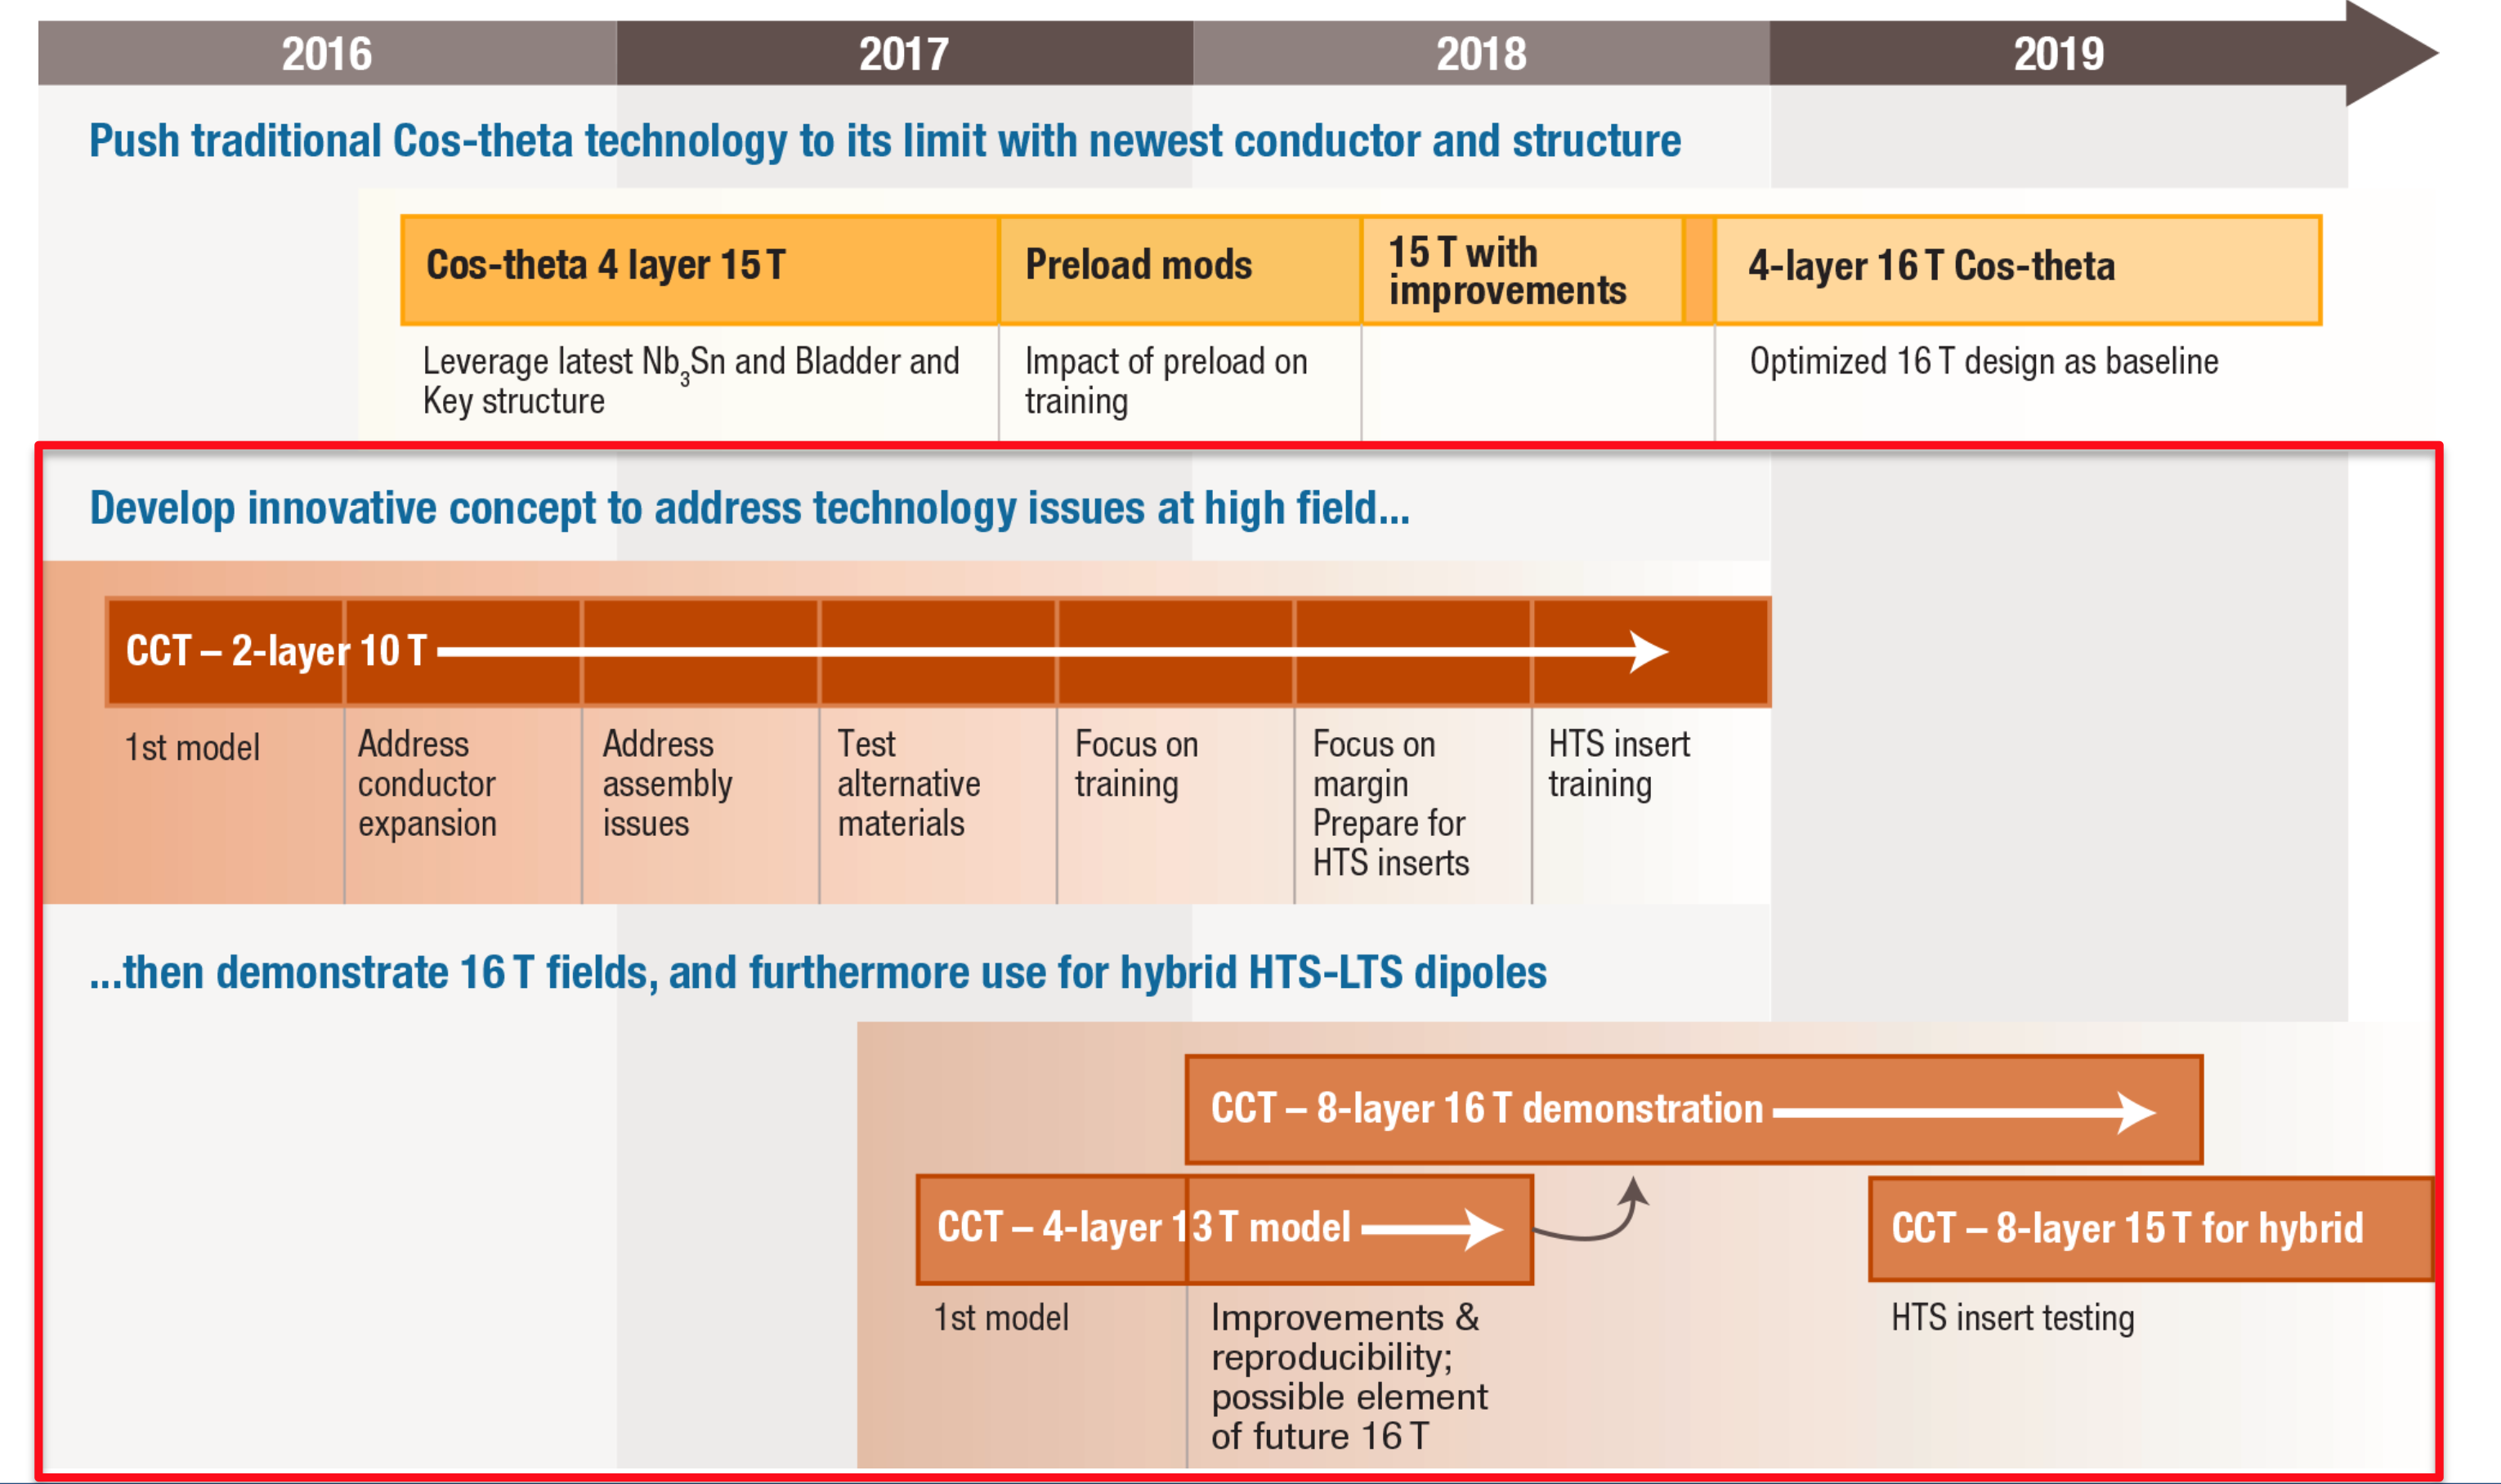 2016 2017 2018 2019
Push traditional Cos-theta technology to its limit with newest conductor and structure
Cos-theta 4 layer 15 T
Preload mods
15 T with
improvements
4-layer 16 T Cos-theta
Leverage latest Nb3Sn and Bladder and
Key structure
Impact of preload on
training
Optimized 16 T design as baseline
Develop innovative concept to address technology issues at high field...
CCT – 2-layer 10 T
1st model
Address
conductor
expansion
Address
assembly
issues
Test
alternative
materials
Focus on
training
Focus on
margin
Prepare for
HTS inserts
HTS insert
training
...then demonstrate 16 T fields, and furthermore use for hybrid HTS-LTS dipoles
CCT – 8-layer 16 T demonstration
CCT – 4-layer 13 T model
CCT – 8-layer 15 T for hybrid
1st model
Improvements &
reproducibility;
possible element
of future 16 T
HTS insert testing